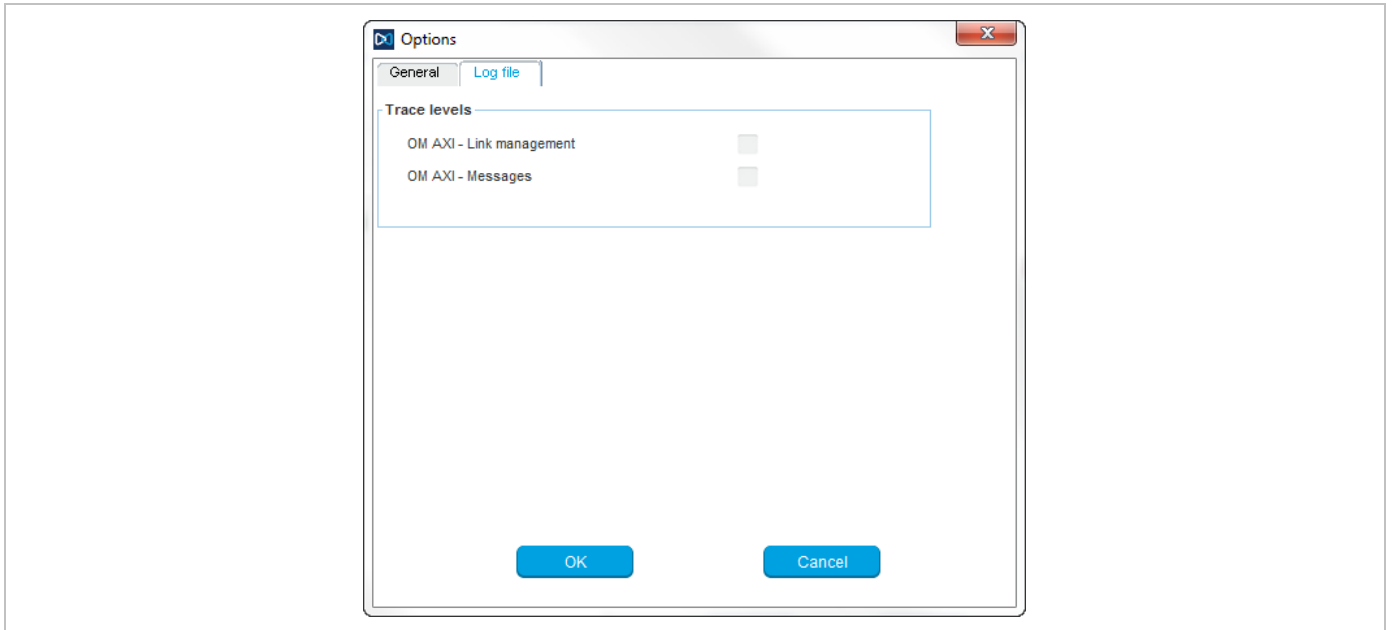 Options
General Log file
Trace levels
OM AXI - Link management
OM AXI - Messages
OK Cancel